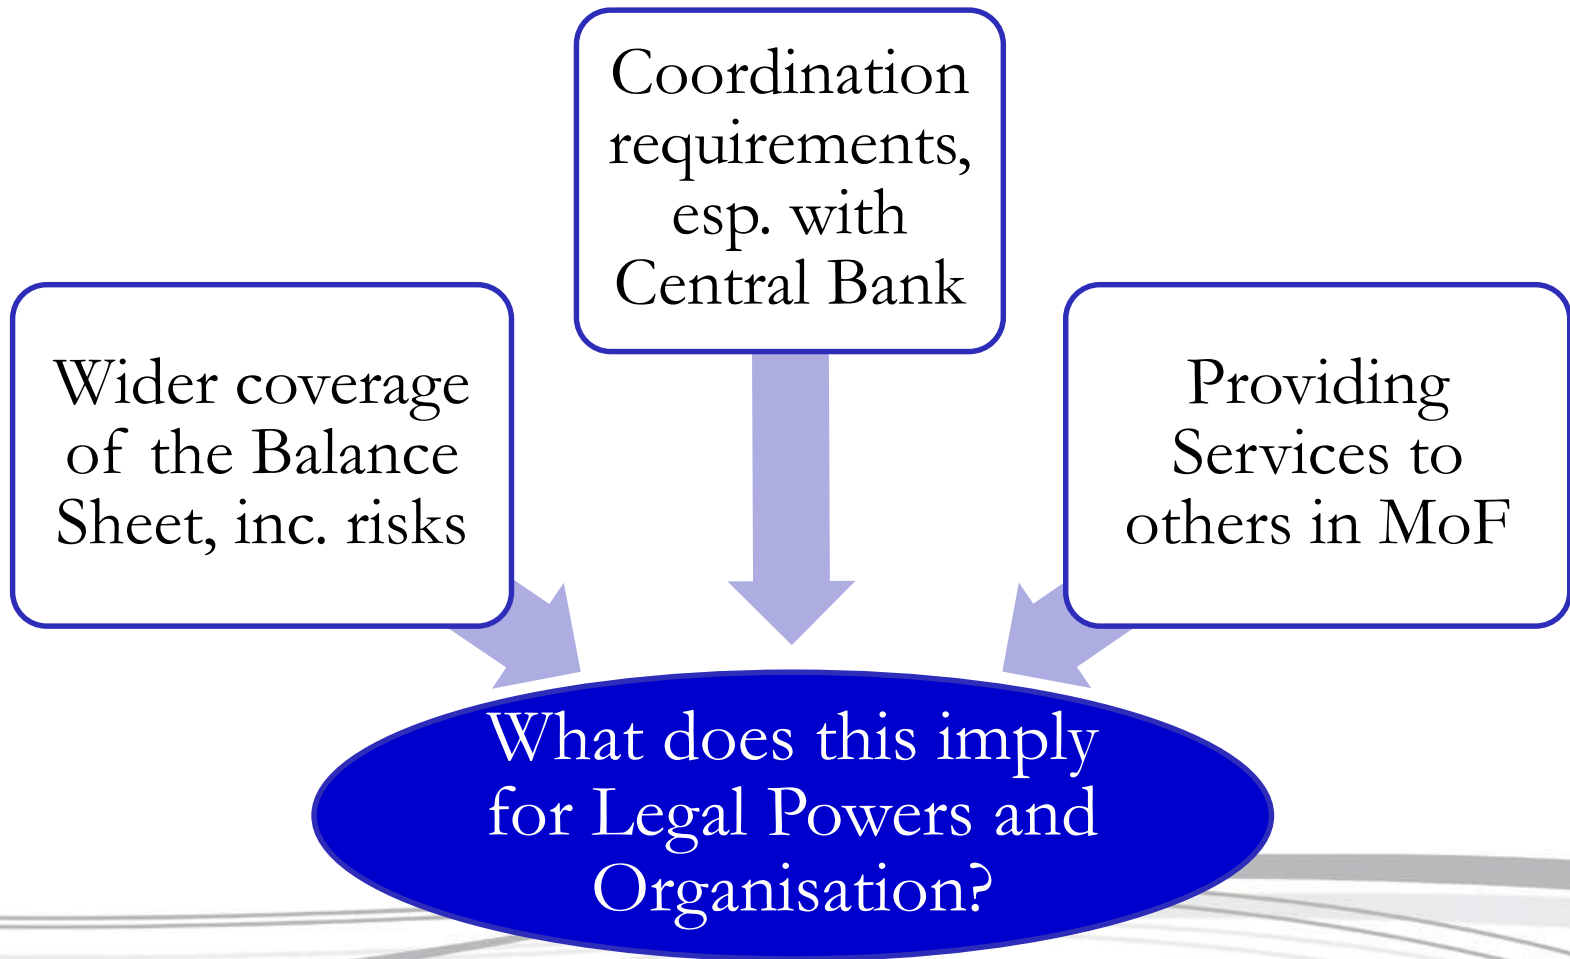 Coordination
requirements,
esp. with
Central Bank
Wider coverage
of the Balance
Sheet, inc. risks
Providing
Services to
others in MoF
What does this imply
for Legal Powers and
Organisation?